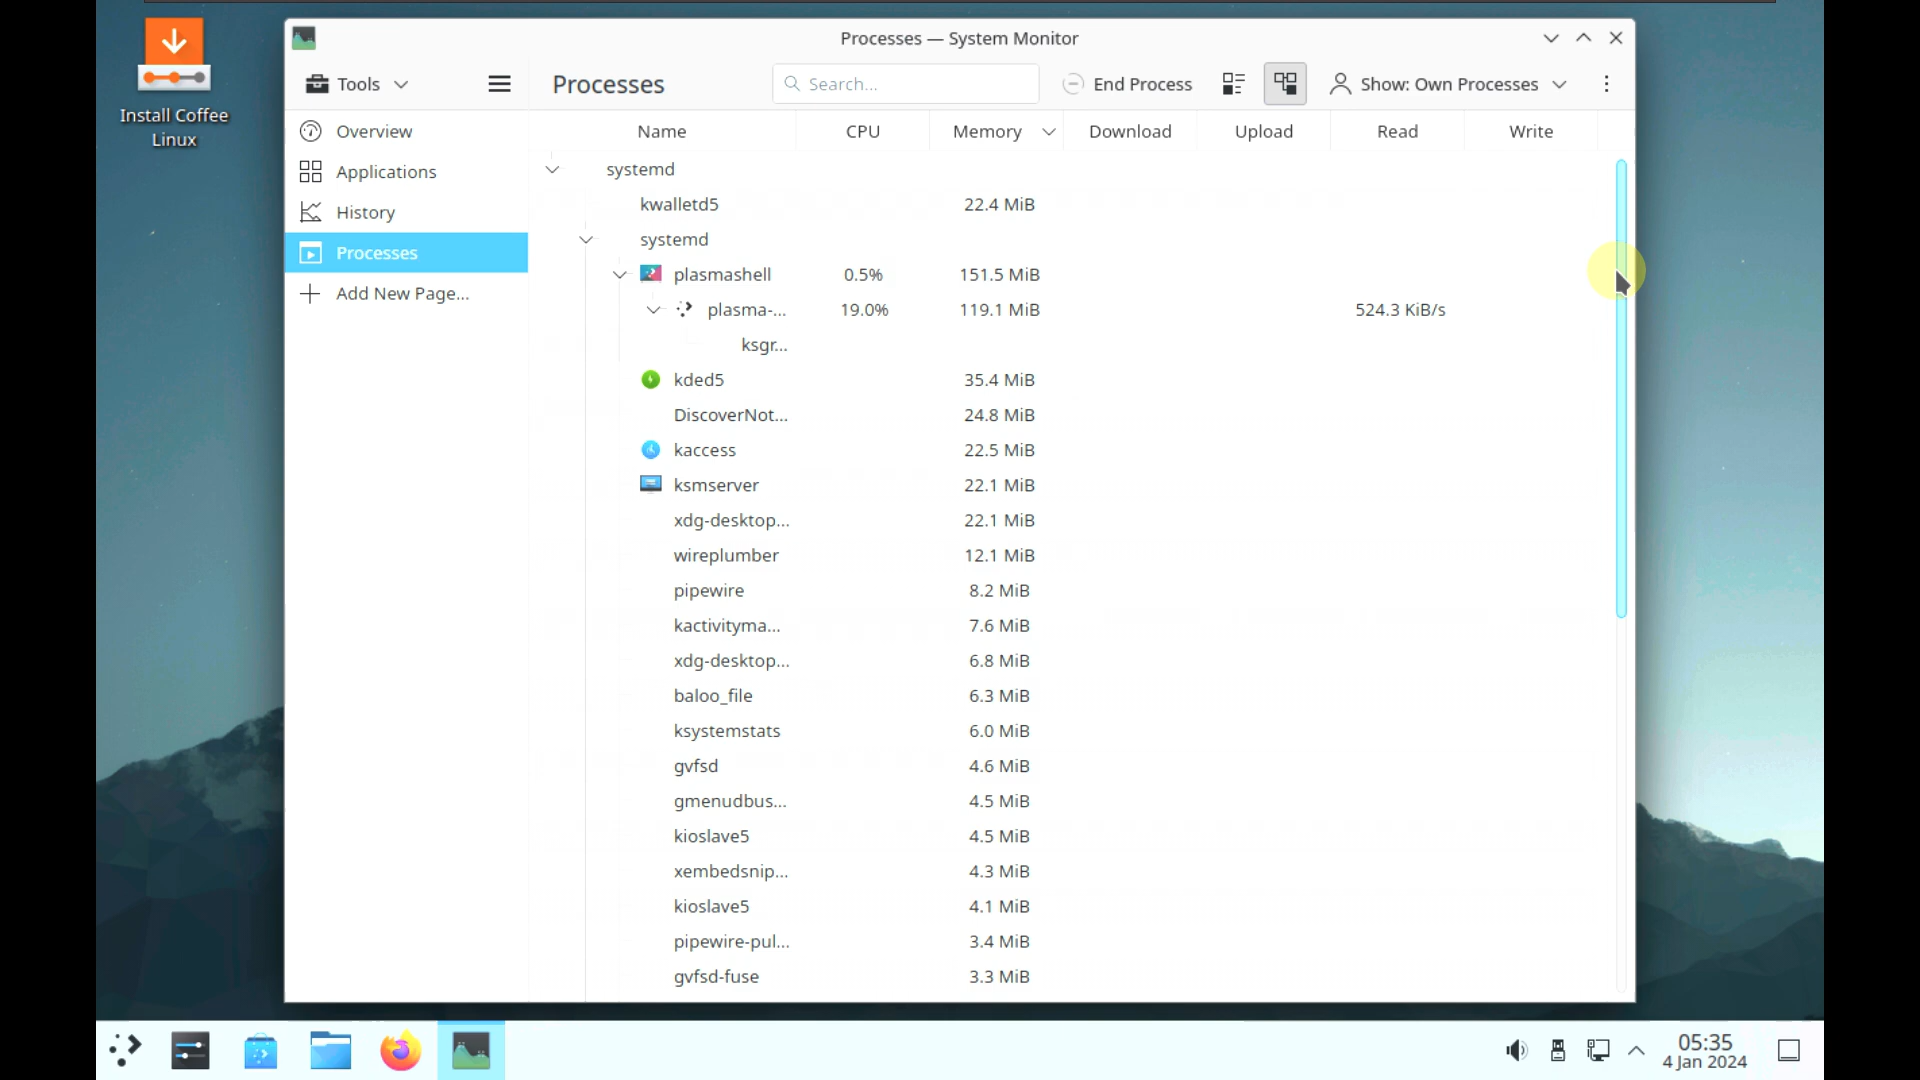 Install Coffee
Linux
Processes — System Monitor
Tools
Processes
Search...
End Process
Show: Own Processes
Overview
Applications
History
Processes
Add New Page...
Name CPU Memory Download Upload Read Write
systemd
kwalletd5 22.4 MiB
systemd
plasmashell 0.5% 151.5 MiB
plasma-... 19.0% 119.1 MiB 524.3 KiB/s
ksgr...
kded5 35.4 MiB
DiscoverNot... 24.8 MiB
kaccess 22.5 MiB
ksmserver 22.1 MiB
xdg-desktop... 22.1 MiB
wireplumber 12.1 MiB
pipewire 8.2 MiB
kactivityma... 7.6 MiB
xdg-desktop... 6.8 MiB
baloo_file 6.3 MiB
ksystemstats 6.0 MiB
gvfsd 4.6 MiB
gmenudbus... 4.5 MiB
kioslave5 4.5 MiB
xembedsnip... 4.3 MiB
kioslave5 4.1 MiB
pipewire-pul... 3.4 MiB
gvfsd-fuse 3.3 MiB
05:35
4 Jan 2024